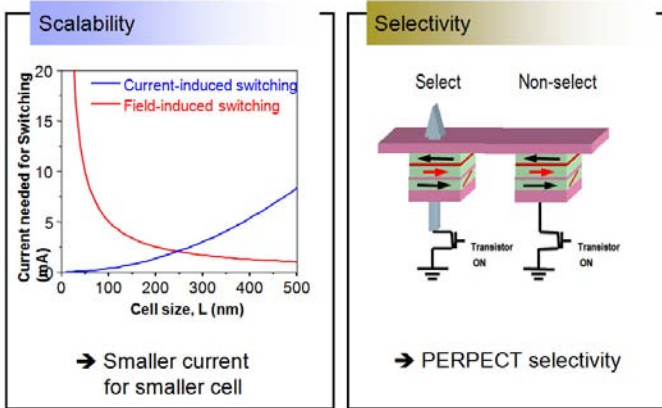 Scalability
20
15
10
5
0
Current needed for Switching
(mA)
Current-induced switching
Field-induced switching
0 100 200 300 400 500
Cell size, L (nm)
➔ Smaller current
for smaller cell
Selectivity
Select Non-select
Transistor
ON
Transistor
ON
➔ PERPECT selectivity